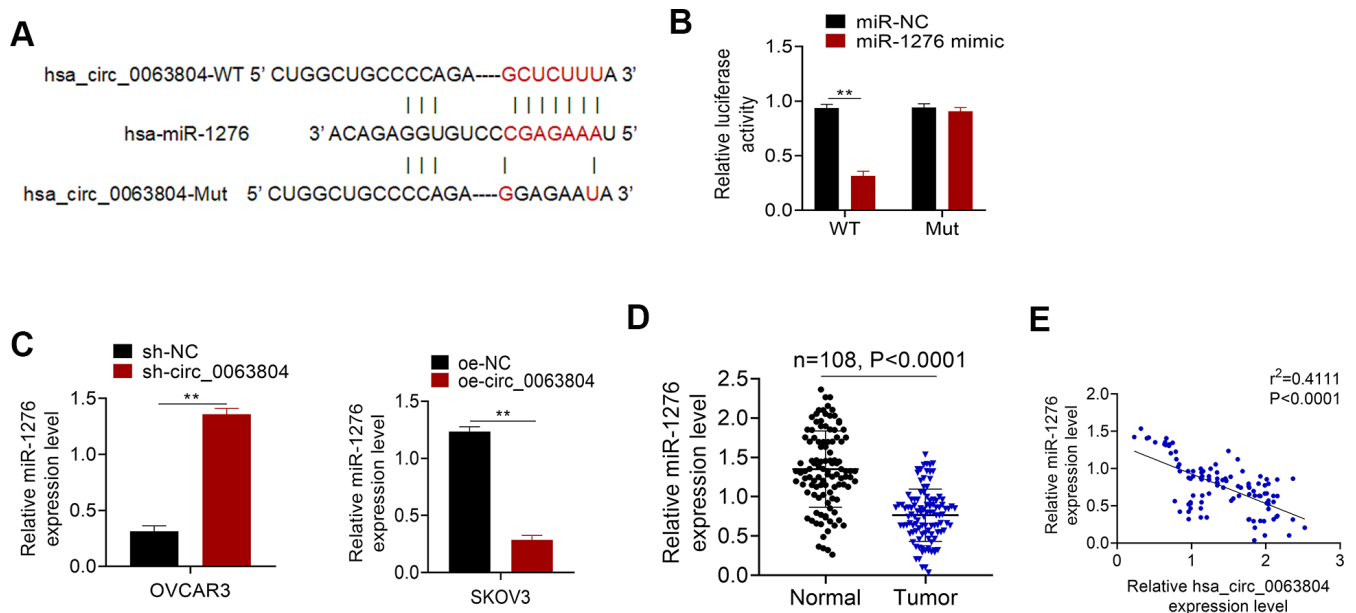 A
hsa_circ_0063804-WT 5’ CUGGCUGCCCCAGA----GCUCUUUA 3’
hsa-miR-1276 3’ ACAGAGGUGUCCCGAGAAAU 5’
hsa_circ_0063804-Mut 5’ CUGGCUGCCCCAGA----GGAGAAUA 3’
B
miR-NC
miR-1276 mimic
Relative luciferase
activity
1.5
1.0
0.5
0.0
**
WT Mut
C
sh-NC
sh-circ_0063804
Relative miR-1276
expression level
1.5
1.0
0.5
0.0
**
OVCAR3
oe-NC
oe-circ_0063804
Relative miR-1276
expression level
1.5
1.0
0.5
0.0
**
SKOV3
D
n=108, P<0.0001
Relative miR-1276
expression level
2.5
2.0
1.5
1.0
0.5
0.0
Normal Tumor
E
r²=0.4111
P<0.0001
Relative miR-1276
expression level
2.0
1.5
1.0
0.5
0.0
0 1 2 3
Relative hsa_circ_0063804
expression level